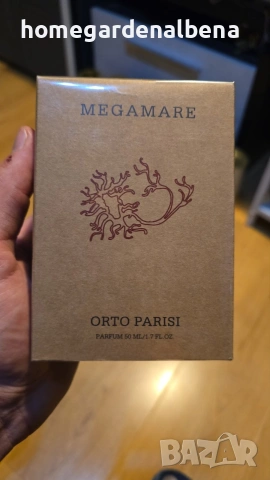 homegardenalbena
MEGAMARE
ORTO PARISI
PARFUM 50 ML/1.7 FL.OZ
BAZAR